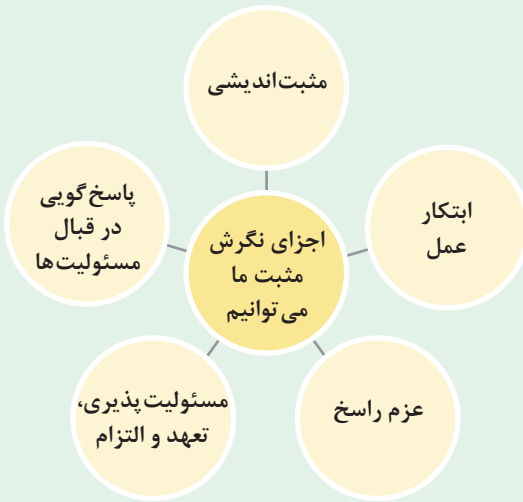 مثبت‌اندیشی
ابتکار
عمل
عزم راسخ
مسئولیت‌پذیری،
تعهد و التزام
پاسخ‌گویی
در قبال
مسئولیت‌ها
اجزای نگرش
مثبت ما
می‌توانیم